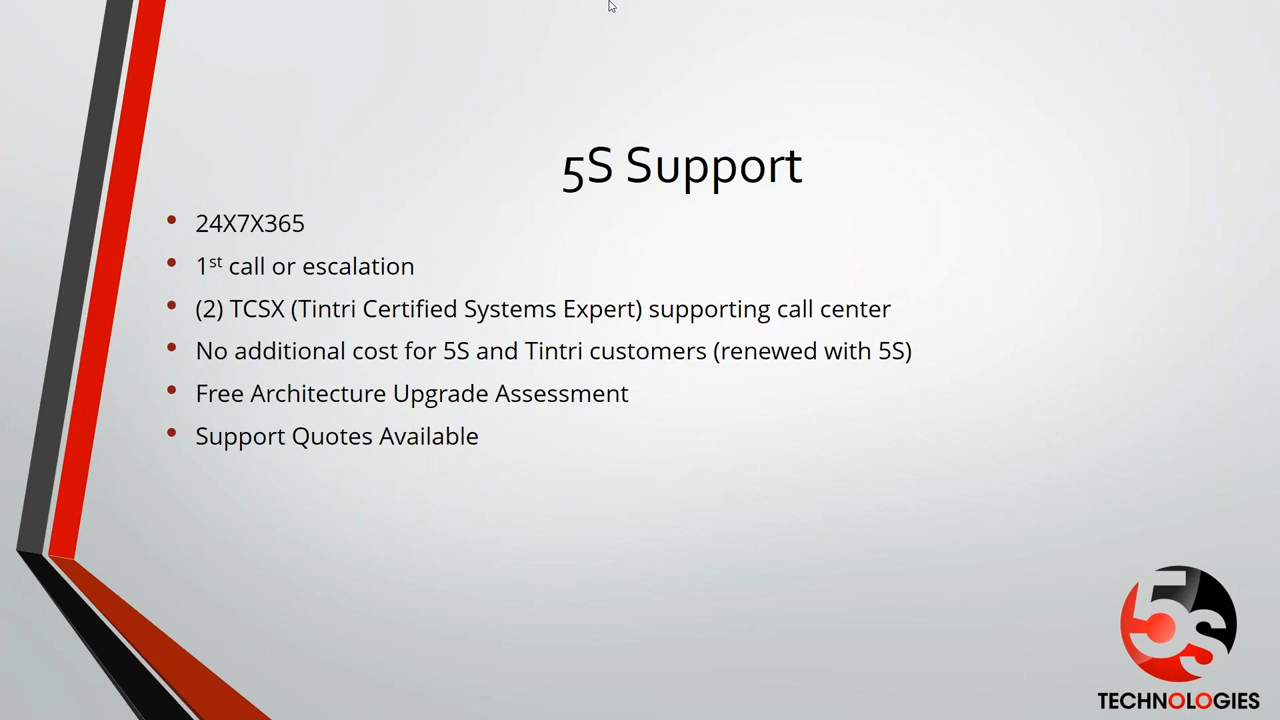 5S Support
24X7X365
1st call or escalation
(2) TCSX (Tintri Certified Systems Expert) supporting call center
No additional cost for 5S and Tintri customers (renewed with 5S)
Free Architecture Upgrade Assessment
Support Quotes Available
5S
TECHNOLOGIES